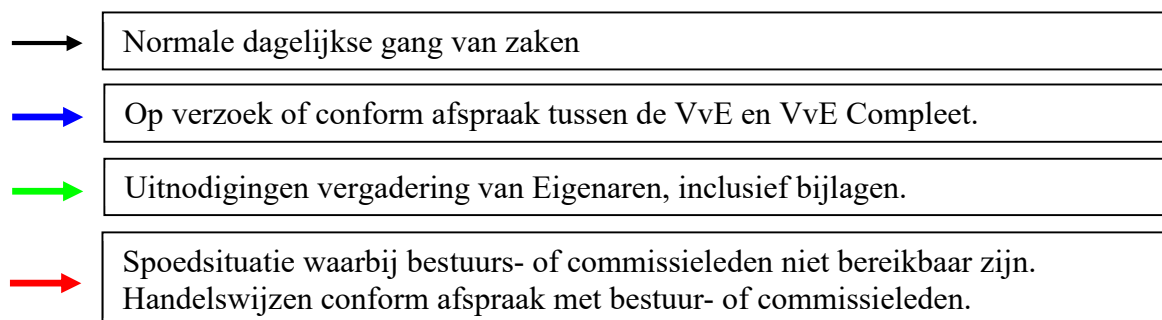 Normale dagelijkse gang van zaken
Op verzoek of conform afspraak tussen de VvE en VvE Compleet.
Uitnodigingen vergadering van Eigenaren, inclusief bijlagen.
Spoedsituatie waarbij bestuurs- of commissieleden niet bereikbaar zijn.
Handelswijzen conform afspraak met bestuur- of commissieleden.